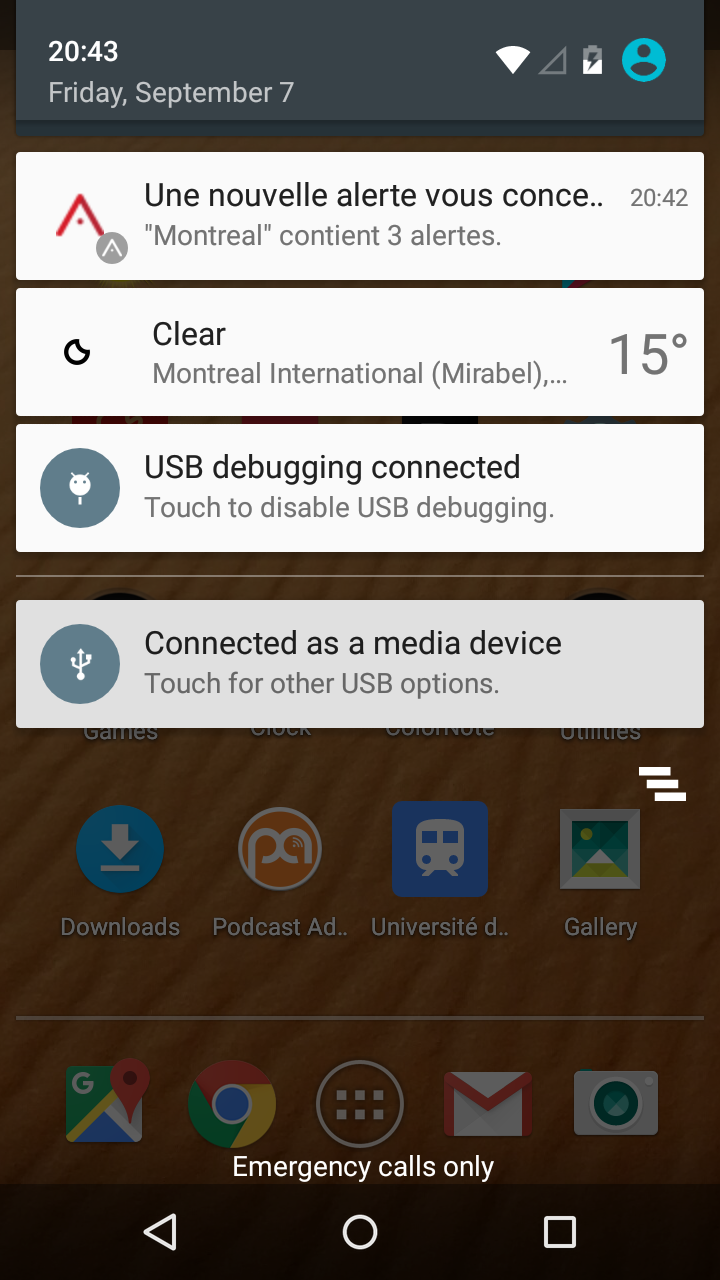 20:43
Friday, September 7
Une nouvelle alerte vous conce..
20:42
"Montreal" contient 3 alertes.
Clear
15°
Montreal International (Mirabel),...
USB debugging connected
Touch to disable USB debugging.
Connected as a media device
Touch for other USB options.
Games
Clock
ColorNote
Utilities
Downloads
Podcast Ad..
Université d..
Gallery
G
Emergency calls only